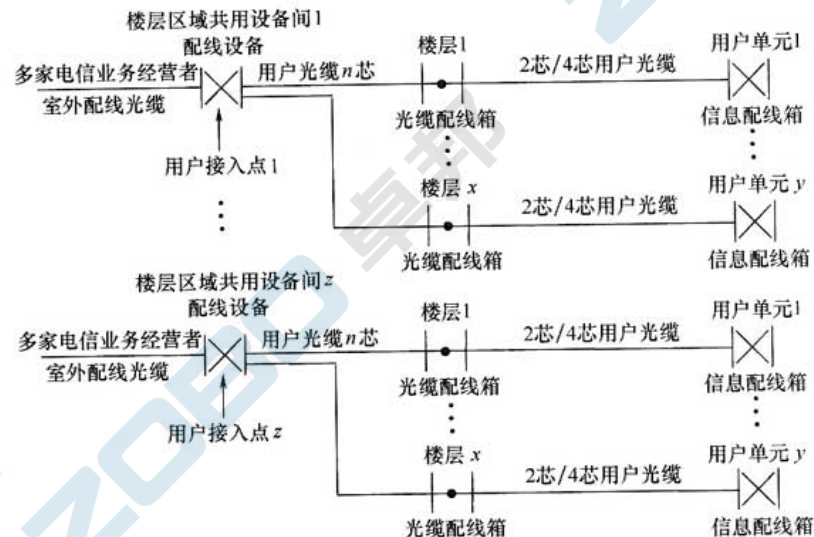 楼层区域共用设备间1
配线设备
多家电信业务经营者
室外配线光缆
用户光缆n芯
楼层1
2芯/4芯用户光缆
用户单元1
光缆配线箱
信息配线箱
用户接入点1
楼层 x
2芯/4芯用户光缆
用户单元 y
光缆配线箱
信息配线箱
楼层区域共用设备间z
配线设备
多家电信业务经营者
室外配线光缆
用户光缆n芯
楼层1
2芯/4芯用户光缆
用户单元1
光缆配线箱
信息配线箱
用户接入点 z
楼层 x
2芯/4芯用户光缆
用户单元 y
光缆配线箱
信息配线箱
ZOBO 卓邦